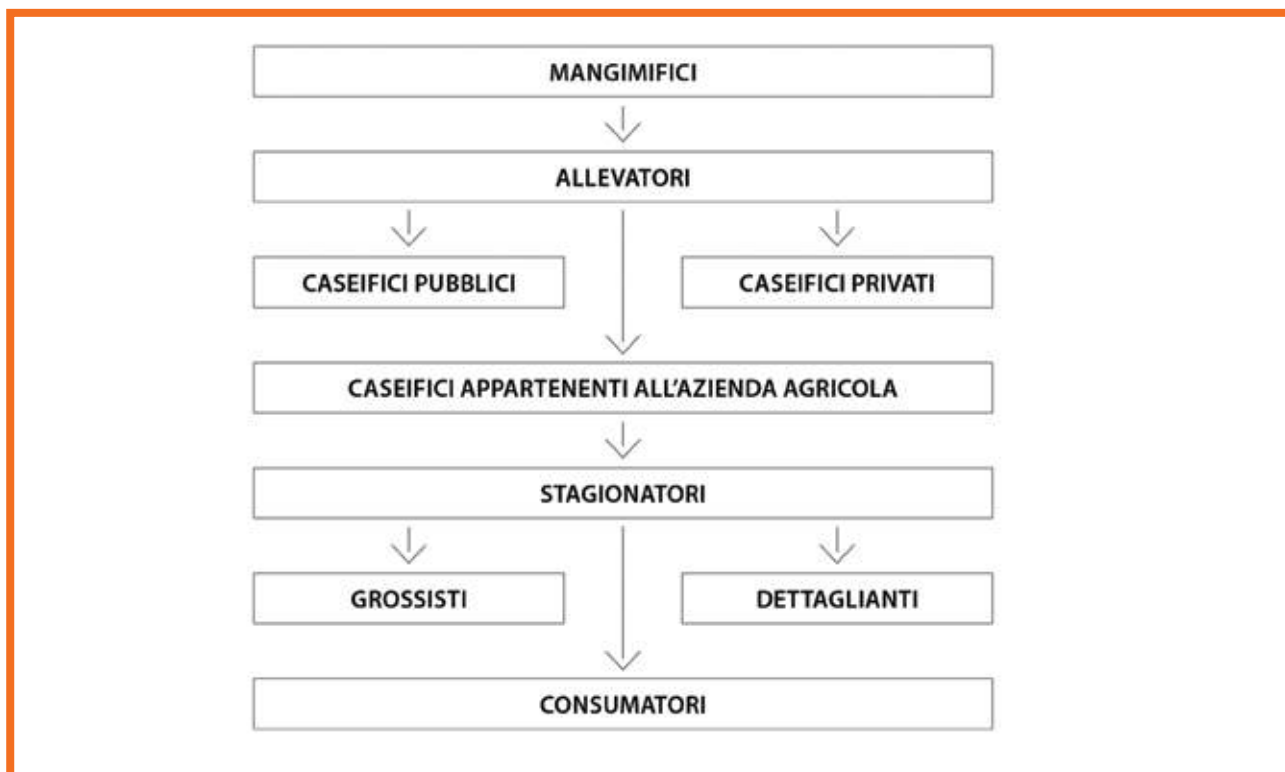 MANGIMIFICI
ALLEVATORI
CASEIFICI PUBBLICI
CASEIFICI PRIVATI
CASEIFICI APPARTENENTI ALL'AZIENDA AGRICOLA
STAGIONATORI
GROSSISTI
DETTAGLIANTI
CONSUMATORI